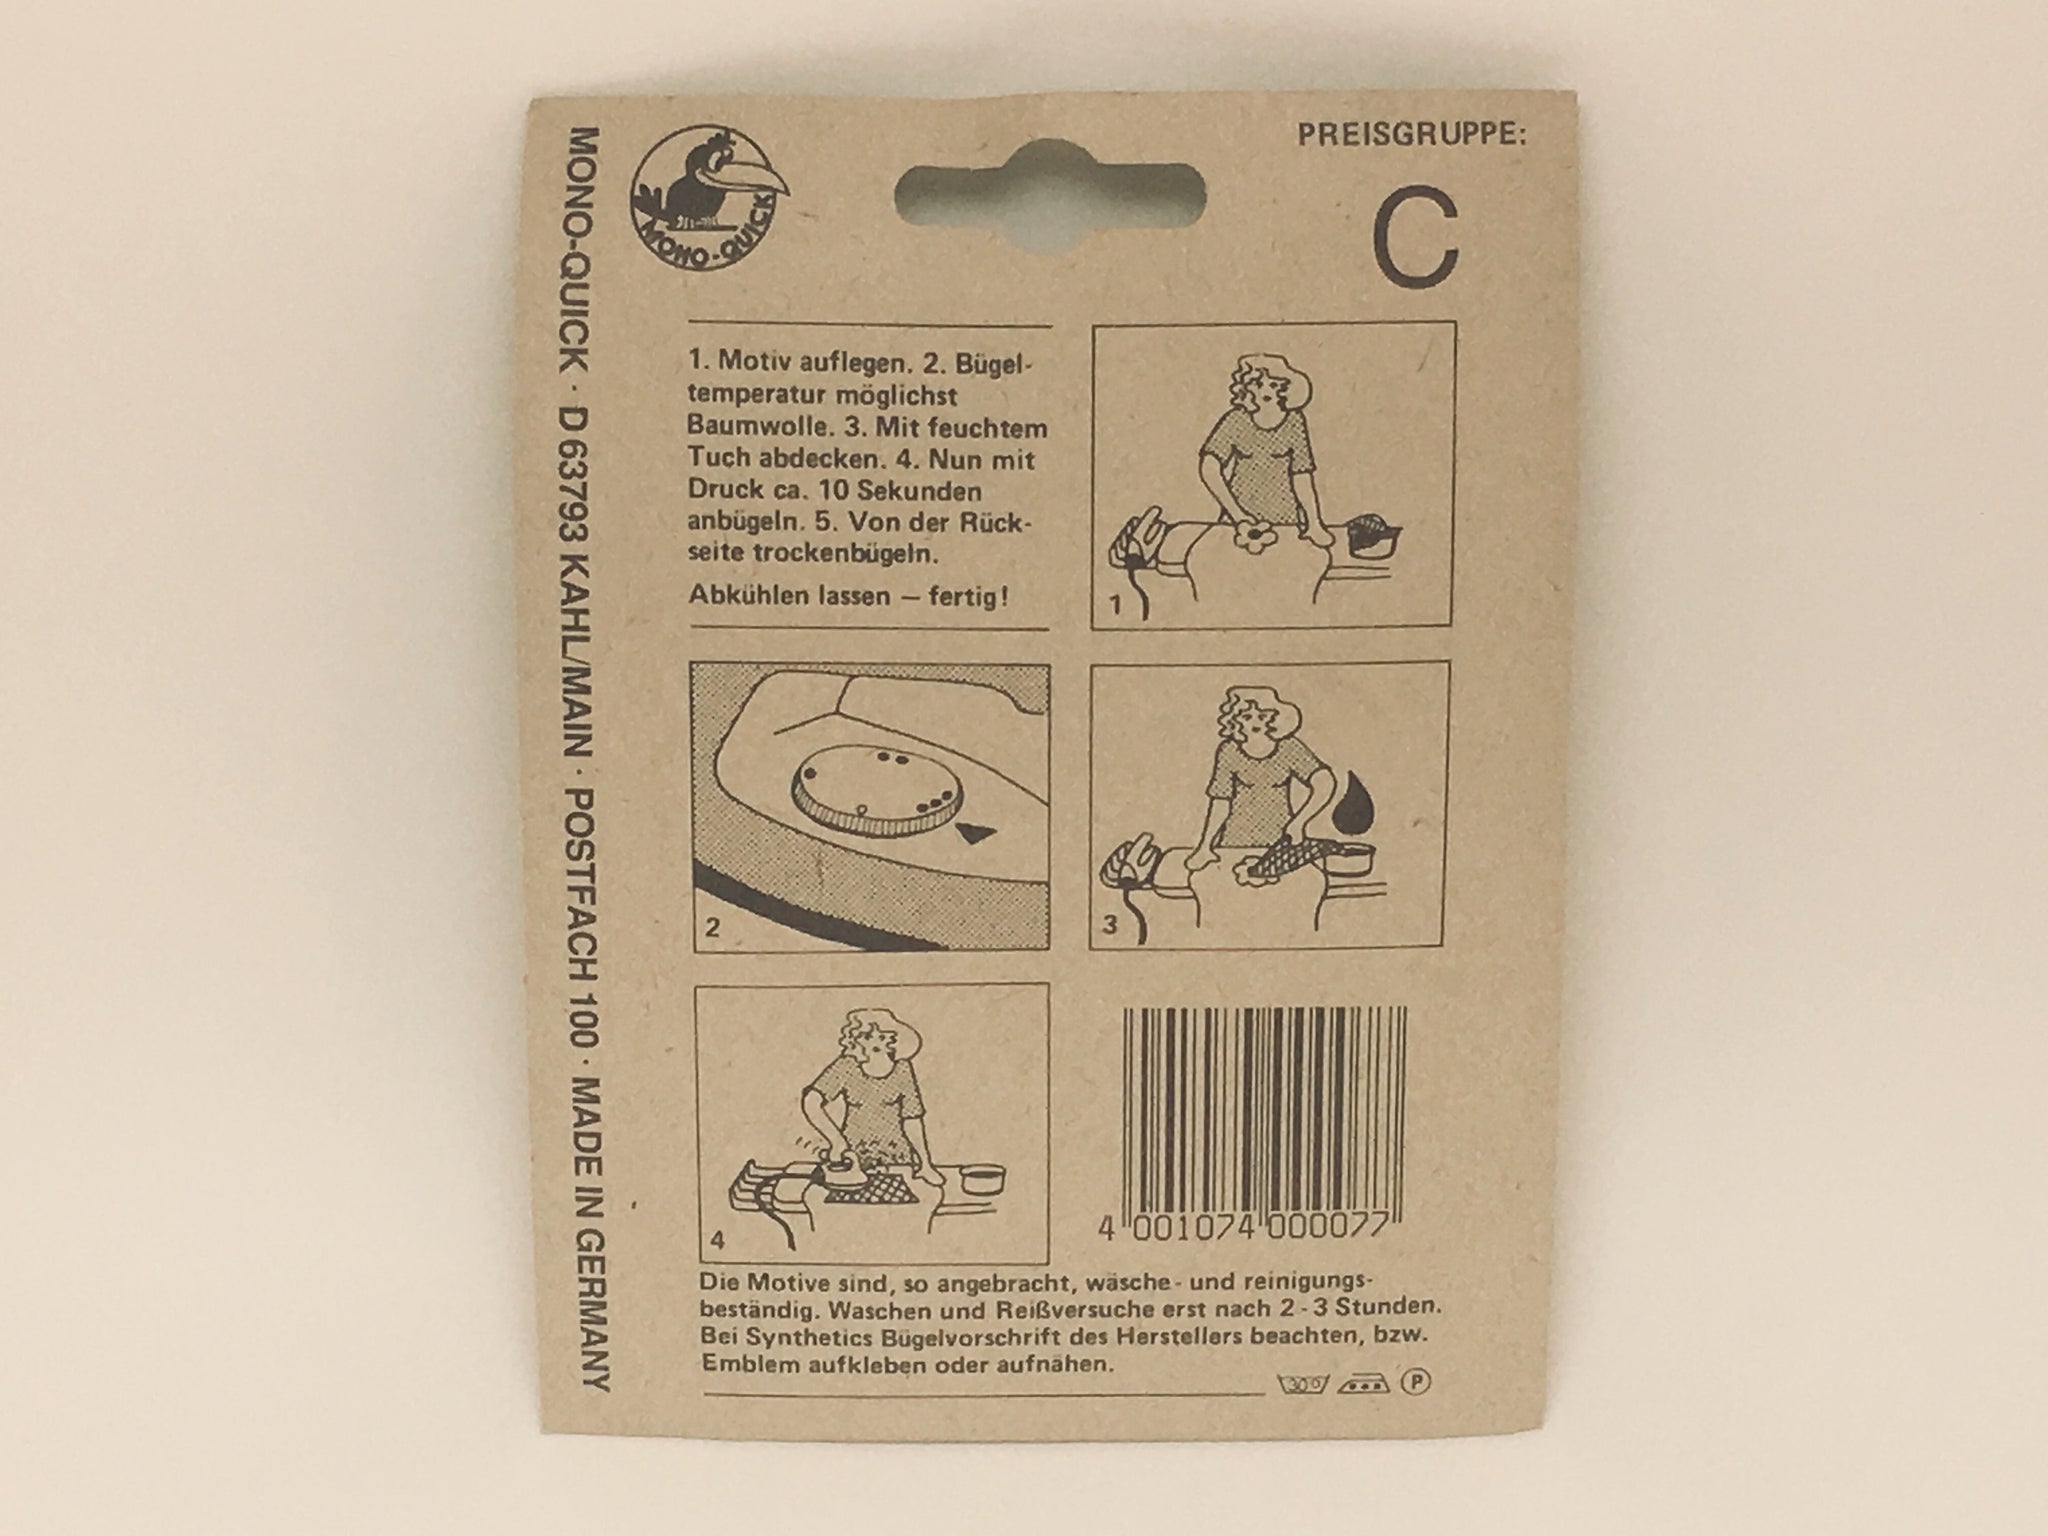 MONO-QUICK · D 63793 KAHL/MAIN · POSTFACH 100 · MADE IN GERMANY
MONO-QUICK
PREISGRUPPE:
C
1. Motiv auflegen. 2. Bügel-
temperatur möglichst
Baumwolle. 3. Mit feuchtem
Tuch abdecken. 4. Nun mit
Druck ca. 10 Sekunden
anbügeln. 5. Von der Rück-
seite trockenbügeln.
Abkühlen lassen – fertig!
1
2
3
4
4 001074 000077
Die Motive sind, so angebracht, wäsche- und reinigungs-
beständig. Waschen und Reißversuche erst nach 2-3 Stunden.
Bei Synthetics Bügelvorschrift des Herstellers beachten, bzw.
Emblem aufkleben oder aufnähen.
30° P